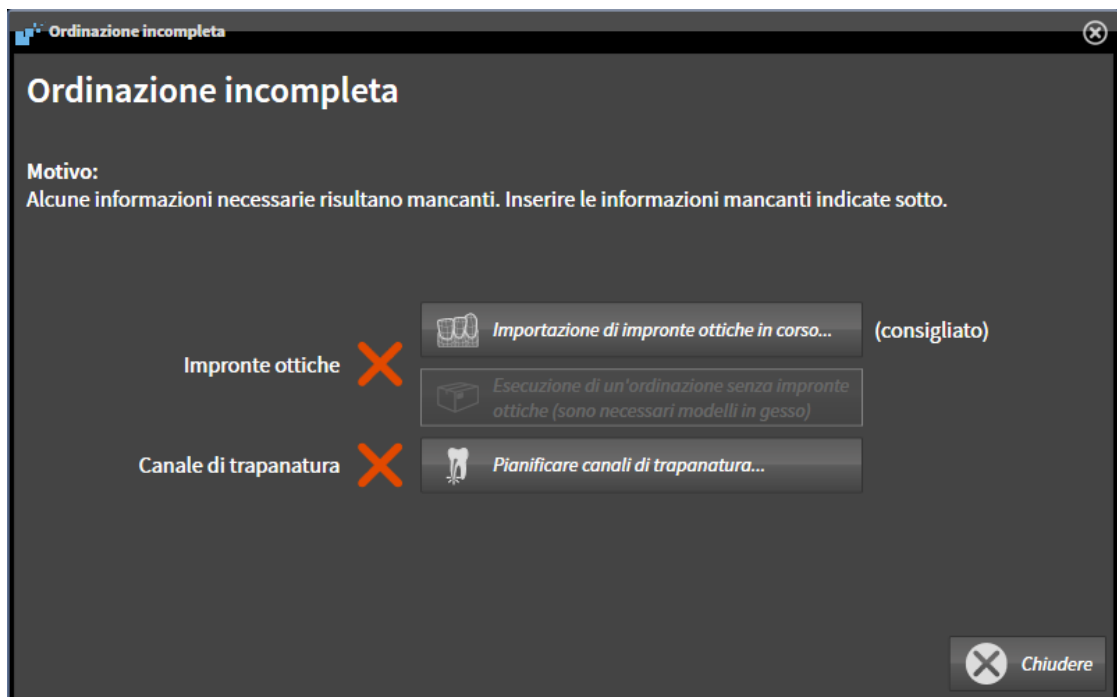 Ordinazione incompleta
Ordinazione incompleta
Motivo:
Alcune informazioni necessarie risultano mancanti. Inserire le informazioni mancanti indicate sotto.
Importazione di impronte ottiche in corso... (consigliato)
Impronte ottiche
Esecuzione di un'ordinazione senza impronte
ottiche (sono necessari modelli in gesso)
Canale di trapanatura Pianificare canali di trapanatura...
Chiudere